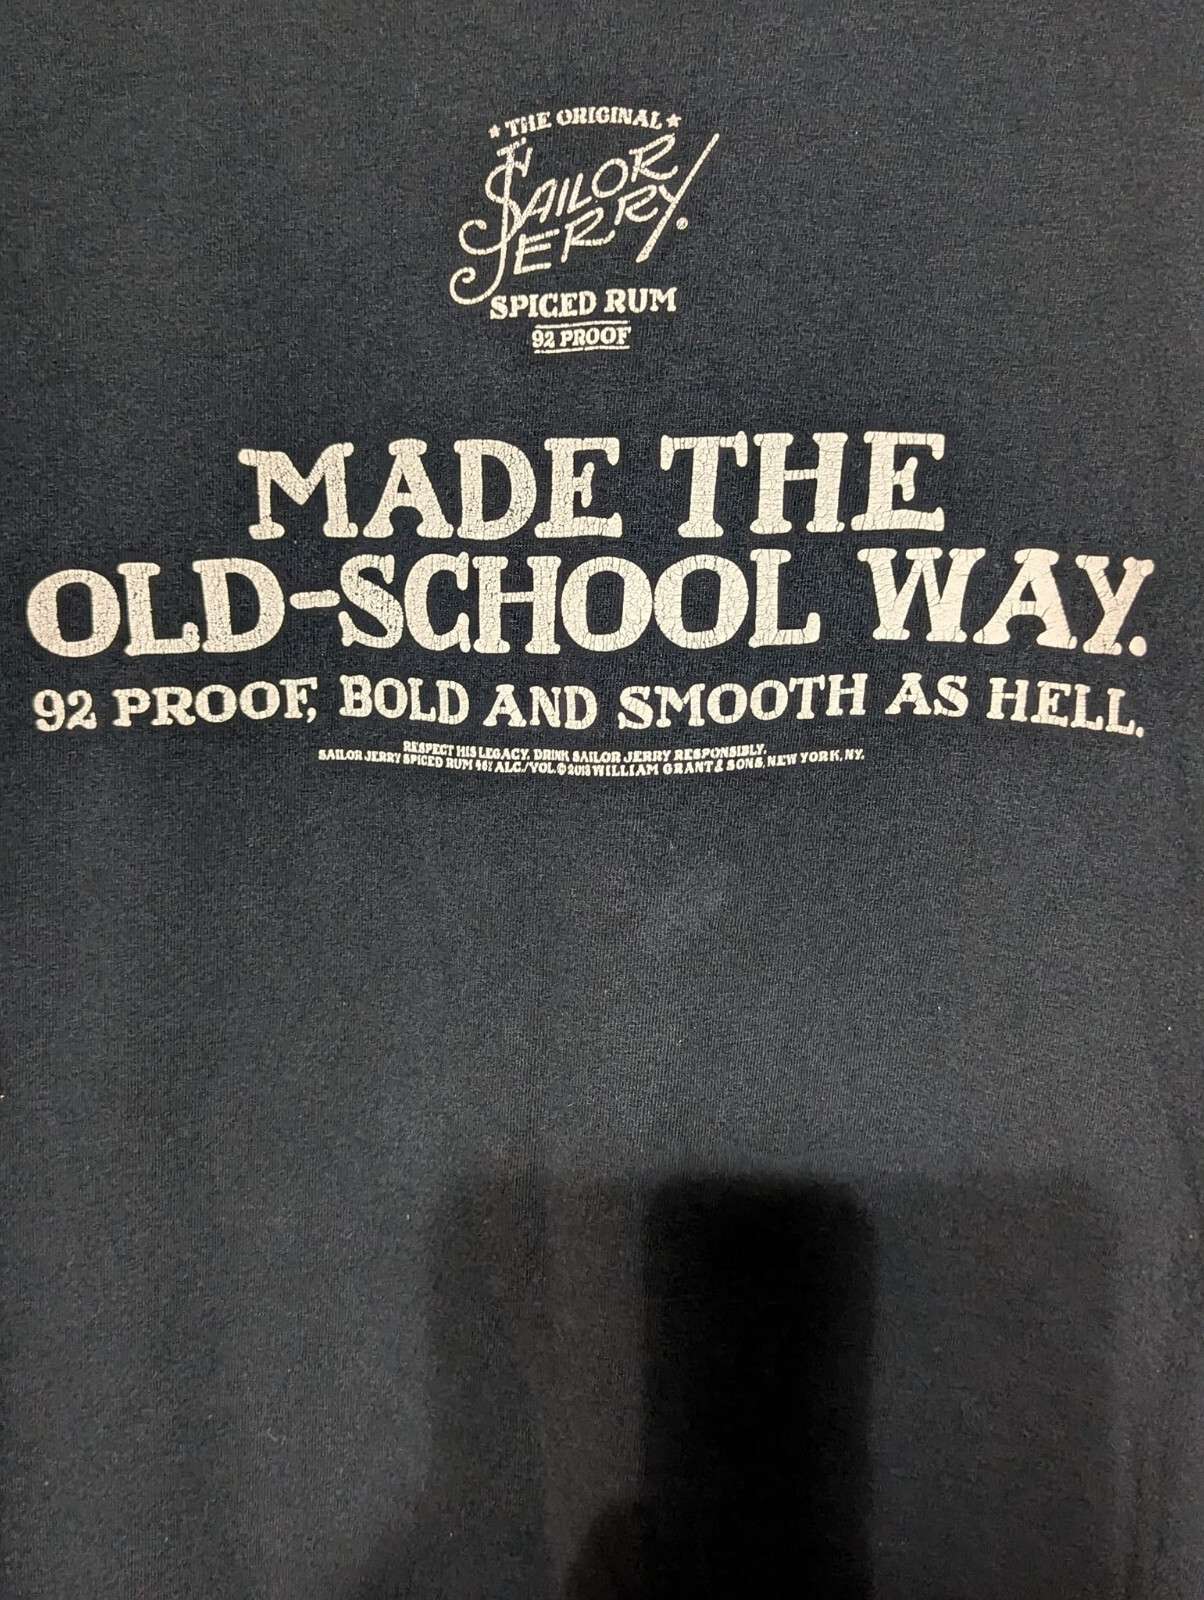 * THE ORIGINAL *
SAILOR
JERRY®
SPICED RUM
92 PROOF
MADE THE
OLD-SCHOOL WAY.
92 PROOF, BOLD AND SMOOTH AS HELL.
RESPECT HIS LEGACY. DRINK SAILOR JERRY RESPONSIBLY.
SAILOR JERRY SPICED RUM 46% ALC./VOL. © 2013 WILLIAM GRANT & SONS, NEW YORK, NY.